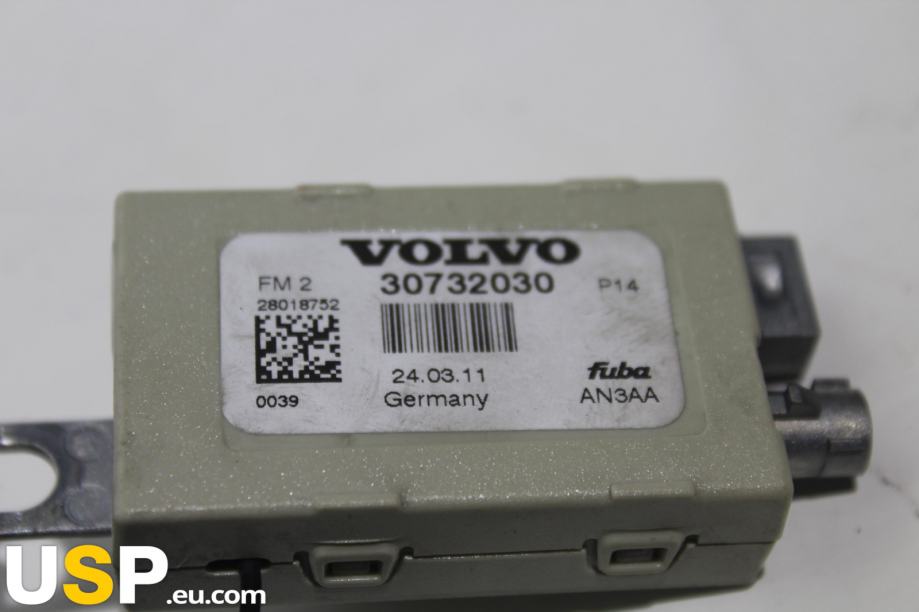 VOLVO
FM 2 30732030 P14
28018752
24.03.11 fuba
0039 Germany AN3AA
USP.eu.com